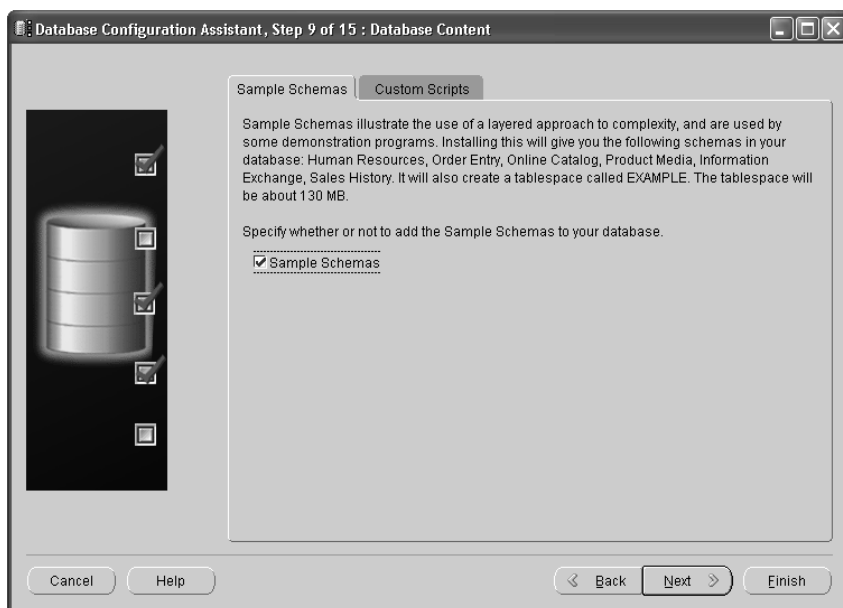 Database Configuration Assistant, Step 9 of 15 : Database Content
Sample Schemas
Custom Scripts
Sample Schemas illustrate the use of a layered approach to complexity, and are used by
some demonstration programs. Installing this will give you the following schemas in your
database: Human Resources, Order Entry, Online Catalog, Product Media, Information
Exchange, Sales History. It will also create a tablespace called EXAMPLE. The tablespace will
be about 130 MB.
Specify whether or not to add the Sample Schemas to your database.
Sample Schemas
Cancel
Help
Back
Next
Finish